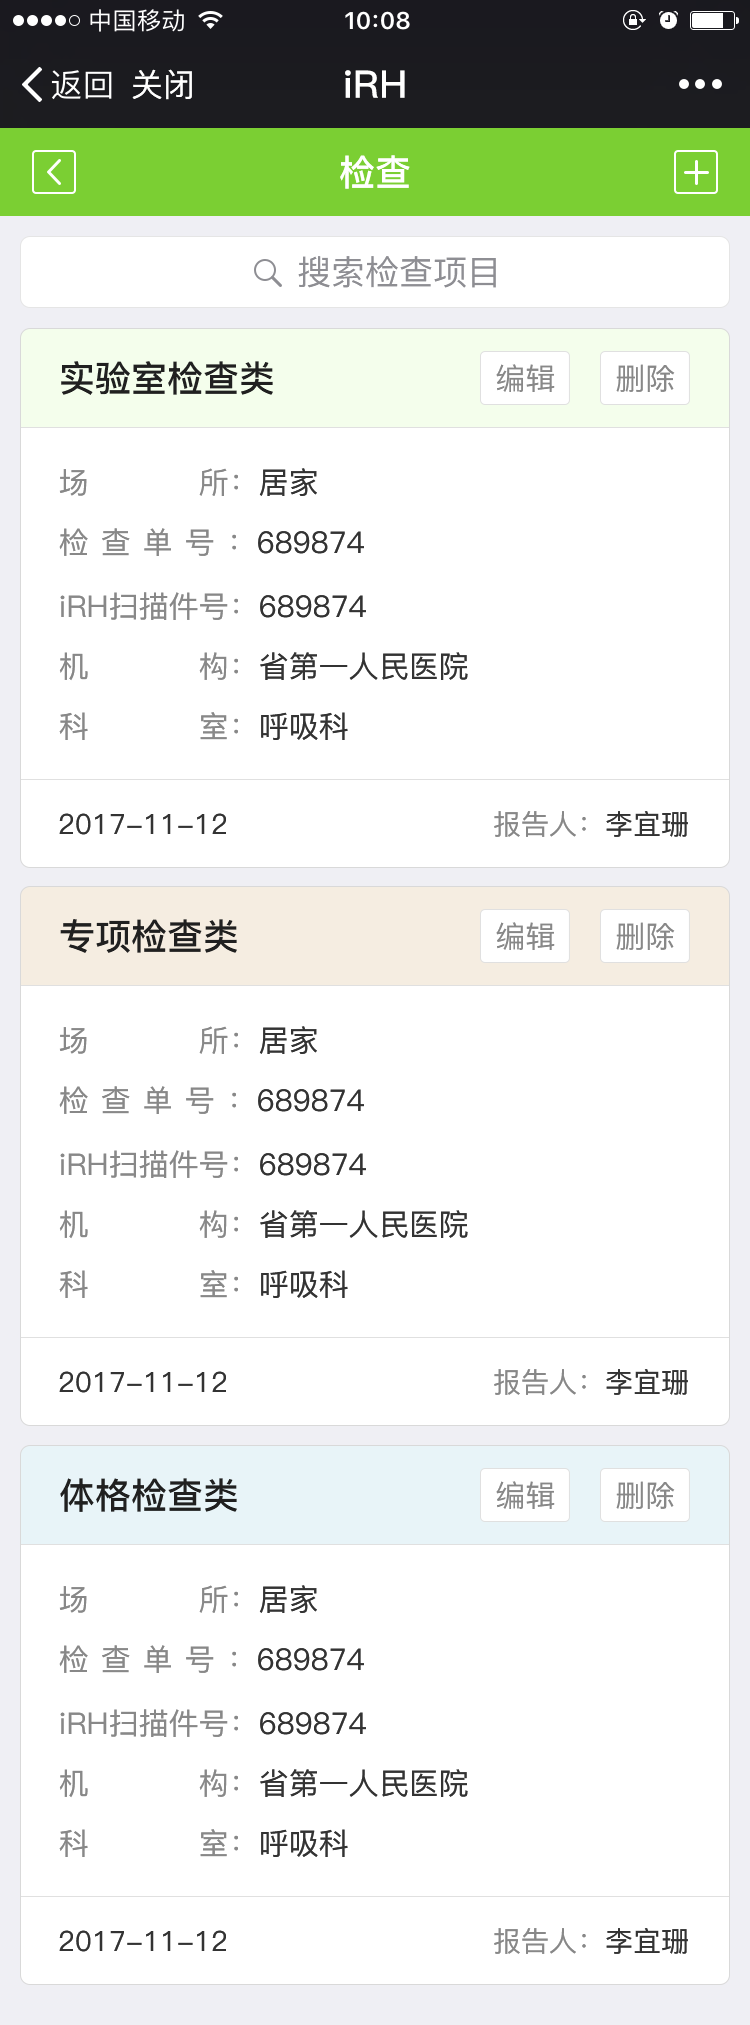 中国移动 10:08
返回 关闭 iRH
检查
搜索检查项目
实验室检查类 编辑 删除
场所：居家
检查单号：689874
iRH扫描件号：689874
机构：省第一人民医院
科室：呼吸科
2017-11-12 报告人：李宜珊
专项检查类 编辑 删除
场所：居家
检查单号：689874
iRH扫描件号：689874
机构：省第一人民医院
科室：呼吸科
2017-11-12 报告人：李宜珊
体格检查类 编辑 删除
场所：居家
检查单号：689874
iRH扫描件号：689874
机构：省第一人民医院
科室：呼吸科
2017-11-12 报告人：李宜珊